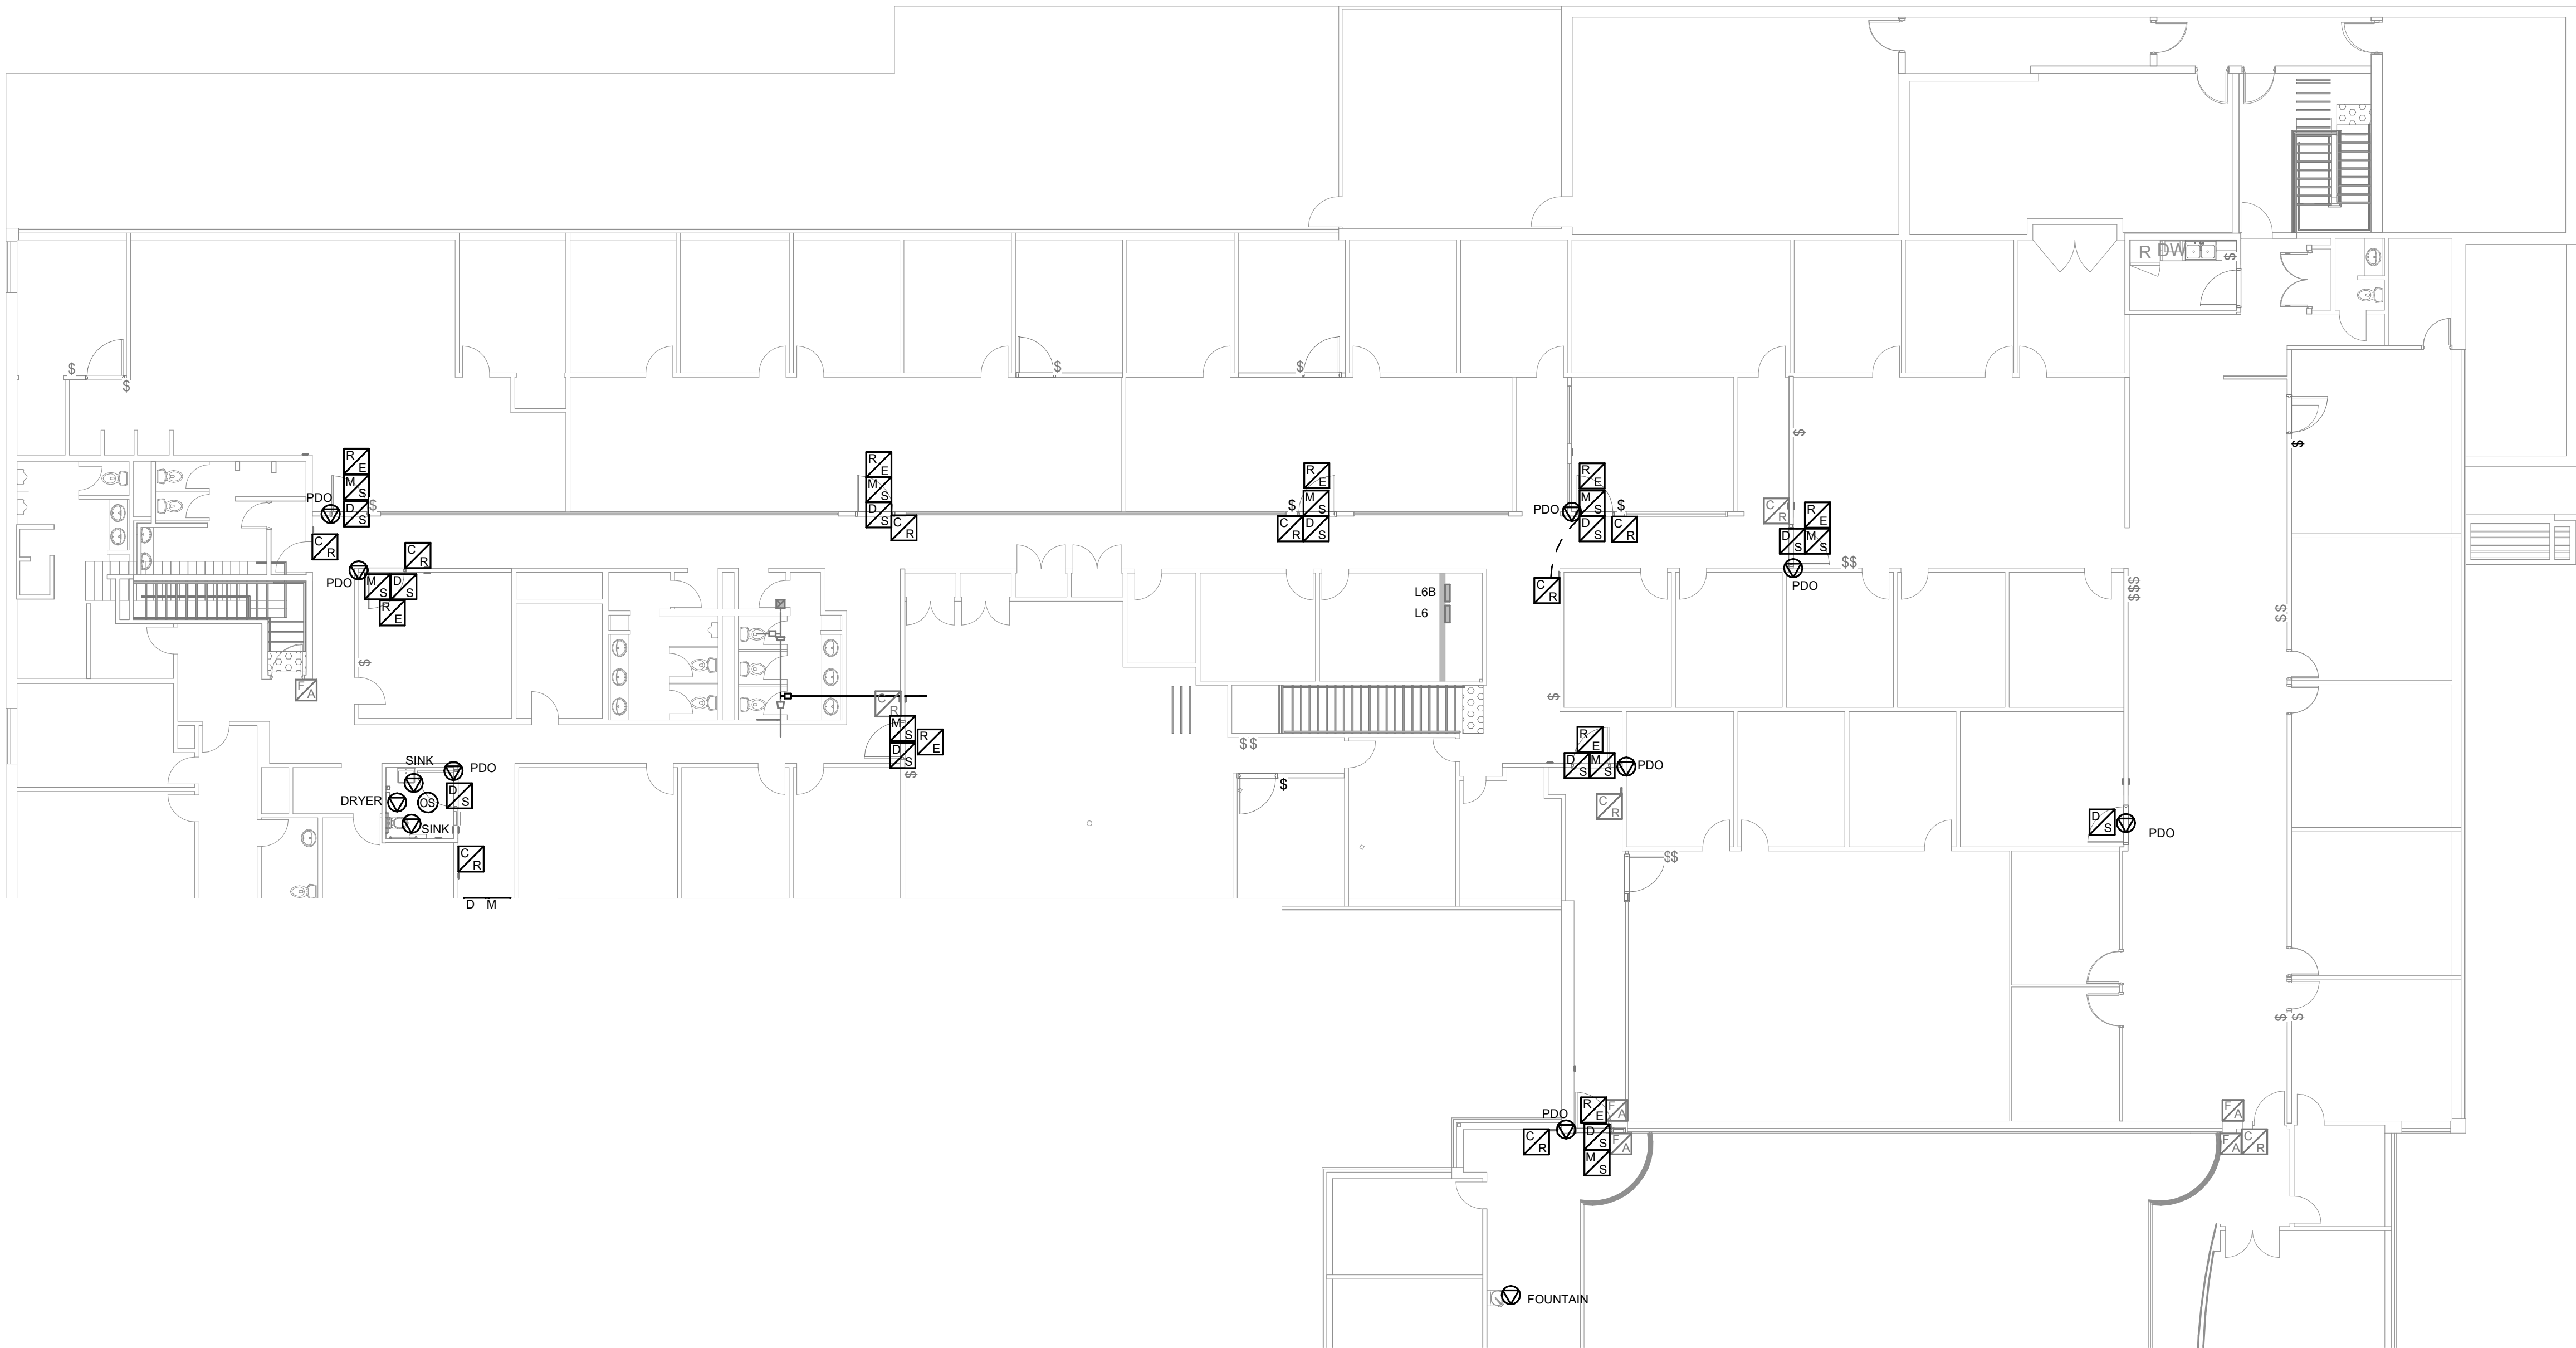 R DW
$
$
$
$
$
$
$
R E
M S
D S
$
PDO
C R
R E
M S
D S
C R
R E
M S
$
C R
D S
R E
M S
D S
$
PDO
C R
C R
R E
D S
M S
$$
PDO
C R
PDO
M S
D S
R E
$
F A
L6B
L6
C R
$
$$$
$$
C R
M S
R E
D S
$
$$
$
R E
D S
M S
PDO
C R
$$
D S
PDO
SINK
PDO
DRYER
OS
D S
SINK
C R
D M
$ $
PDO
R E
F A
C R
D S
F A
M S
F A
F A
C R
FOUNTAIN